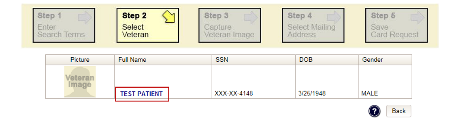 Step 1
Enter
Search Terms
Step 2
Select
Veteran
Step 3
Capture
Veteran Image
Step 4
Select Mailing
Address
Step 5
Save
Card Request
Picture Full Name SSN DOB Gender
Veteran
Image
TEST PATIENT XXX-XX-4146 3/26/1948 MALE
? Back